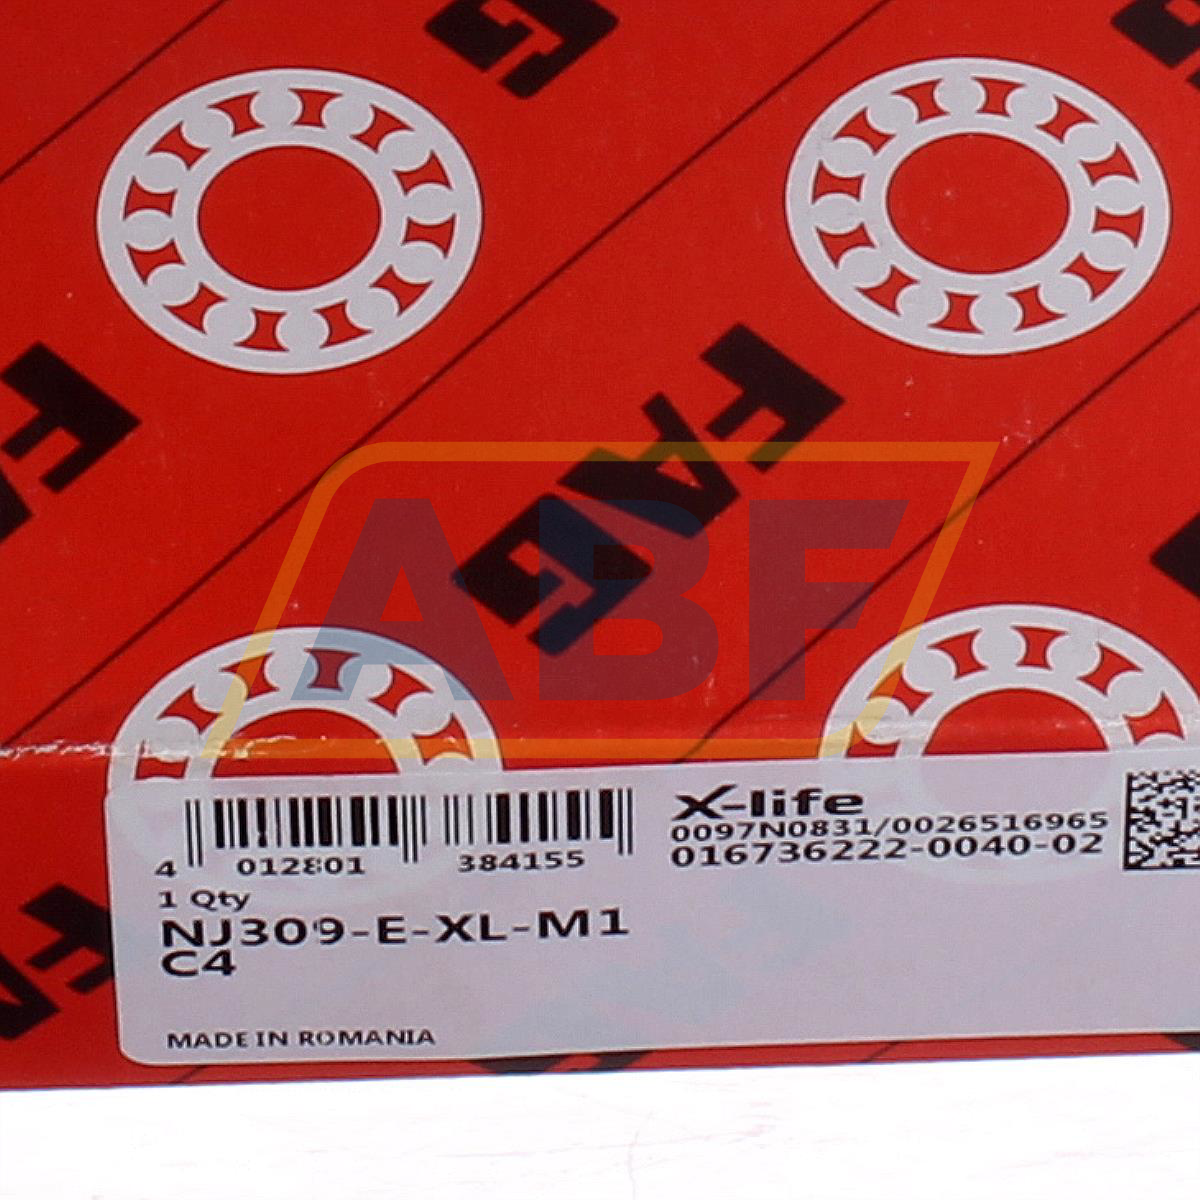 FAG
FAG
FAG
ABF
4 012801 384155
X-life
0097N0831/0026516965
016736222-0040-02
1 Qty
NJ309-E-XL-M1
C4
MADE IN ROMANIA